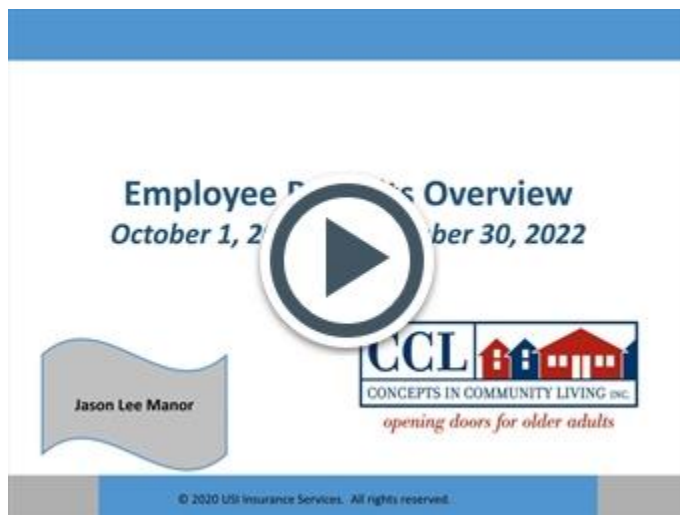 Employee s Overview
October 1, 2 ber 30, 2022
CCL
CONCEPTS IN COMMUNITY LIVING INC.
opening doors for older adults
Jason Lee Manor
© 2020 USI Insurance Services. All rights reserved.